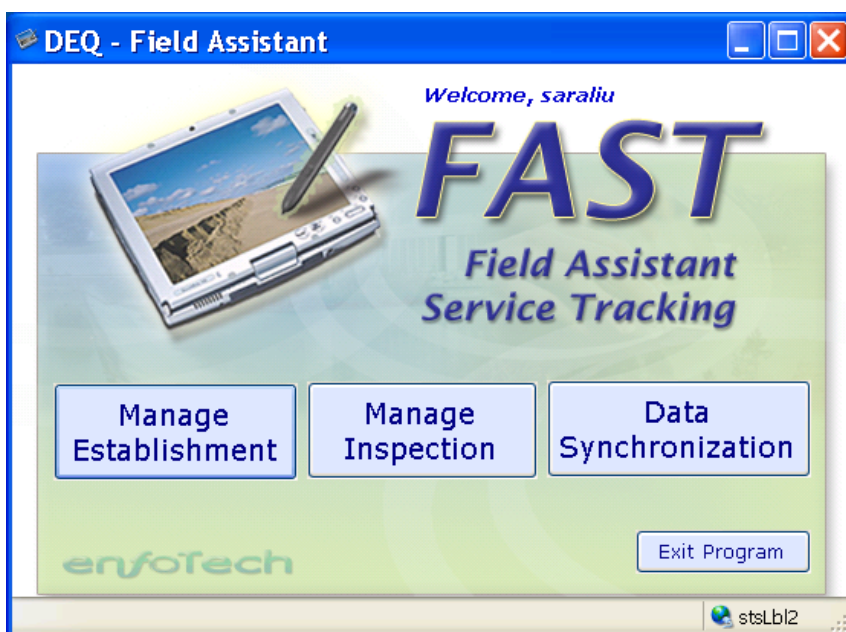 DEQ - Field Assistant
Welcome, saraliu
FAST
Field Assistant
Service Tracking
Manage
Establishment
Manage
Inspection
Data
Synchronization
enfoTech
Exit Program
stsLbl2